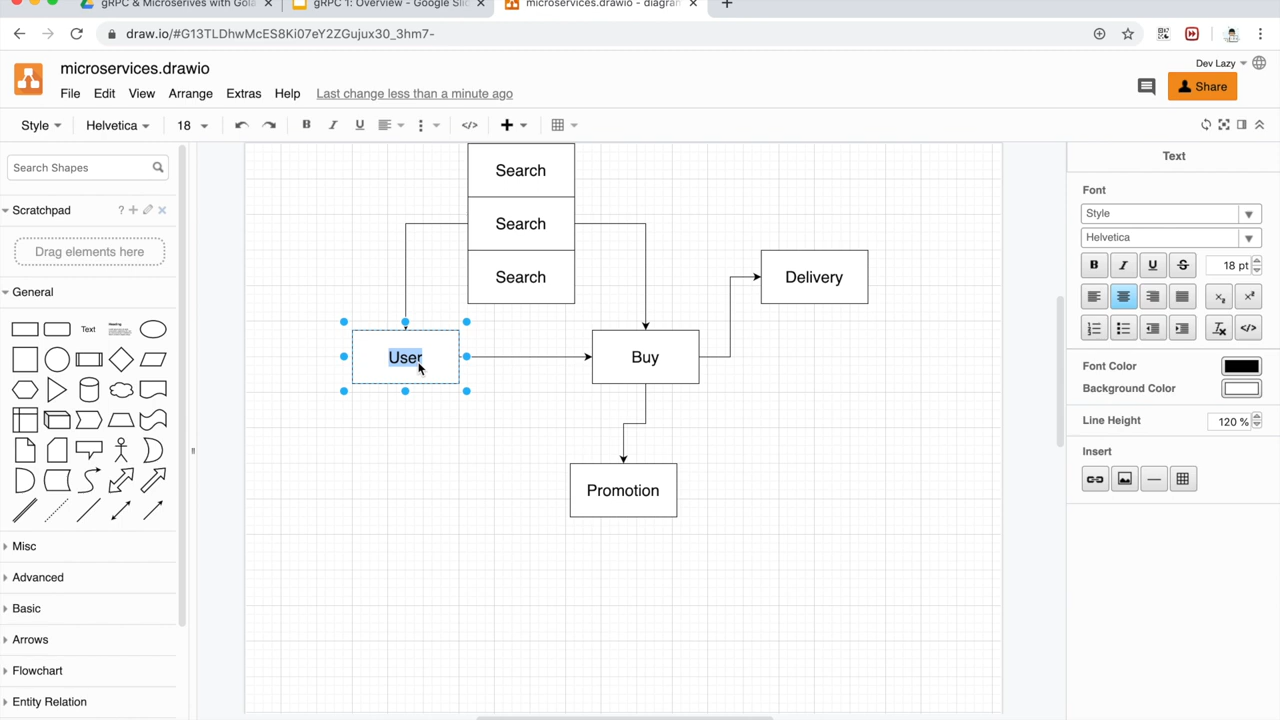 gRPC & Microserives with Gola
gRPC 1: Overview - Google Slid
microservices.drawio - diagram
draw.io/#G13TLDhwMcES8Ki07eY2ZGujux30_3hm7-
microservices.drawio
Dev Lazy
File Edit View Arrange Extras Help Last change less than a minute ago
Share
Style Helvetica 18 B I U </>
Search Shapes
Scratchpad ?
Drag elements here
General
Text
Heading
Misc
Advanced
Basic
Arrows
Flowchart
Entity Relation
Search
Search
Search
Delivery
User
Buy
Promotion
Text
Font
Style
Helvetica
B I U S 18 pt
</>
Font Color
Background Color
Line Height 120 %
Insert